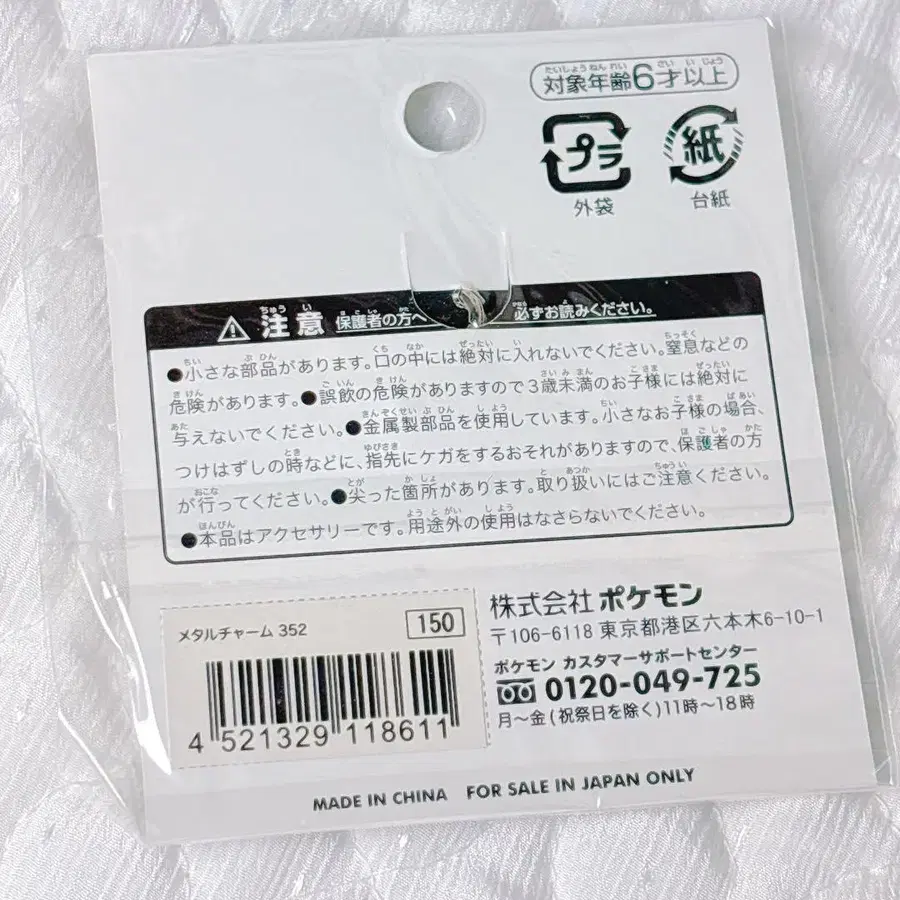 対象年齢6才以上
プラ
紙
外袋
台紙
注意 保護者の方へ 必ずお読みください。
●小さな部品があります。口の中には絶対に入れないでください。窒息などの
危険があります。●誤飲の危険がありますので3歳未満のお子様には絶対に
与えないでください。●金属製部品を使用しています。小さなお子様の場合、
つけはずしの時などに、指先にケガをするおそれがありますので、保護者の方
が行ってください。●尖った箇所があります。取り扱いにはご注意ください。
●本品はアクセサリーです。用途外の使用はなさらないでください。
メタルチャーム 352
150
4 521329 118611
株式会社 ポケモン
〒106-6118 東京都港区六本木6-10-1
ポケモン カスタマーサポートセンター
0120-049-725
月〜金(祝祭日を除く)11時〜18時
MADE IN CHINA FOR SALE IN JAPAN ONLY